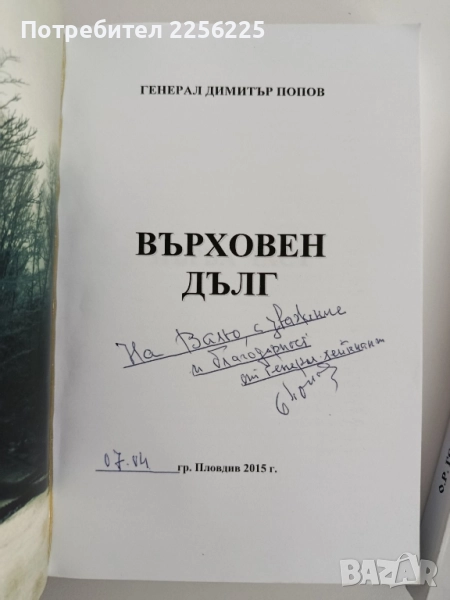 Потребител 2256225
ГЕНЕРАЛ ДИМИТЪР ПОПОВ
ВЪРХОВЕН
ДЪЛГ
На Вальо, с уважение
и благодарност
от Генерал-лейтенант
07.04 гр. Пловдив 2015 г.
BAZAR